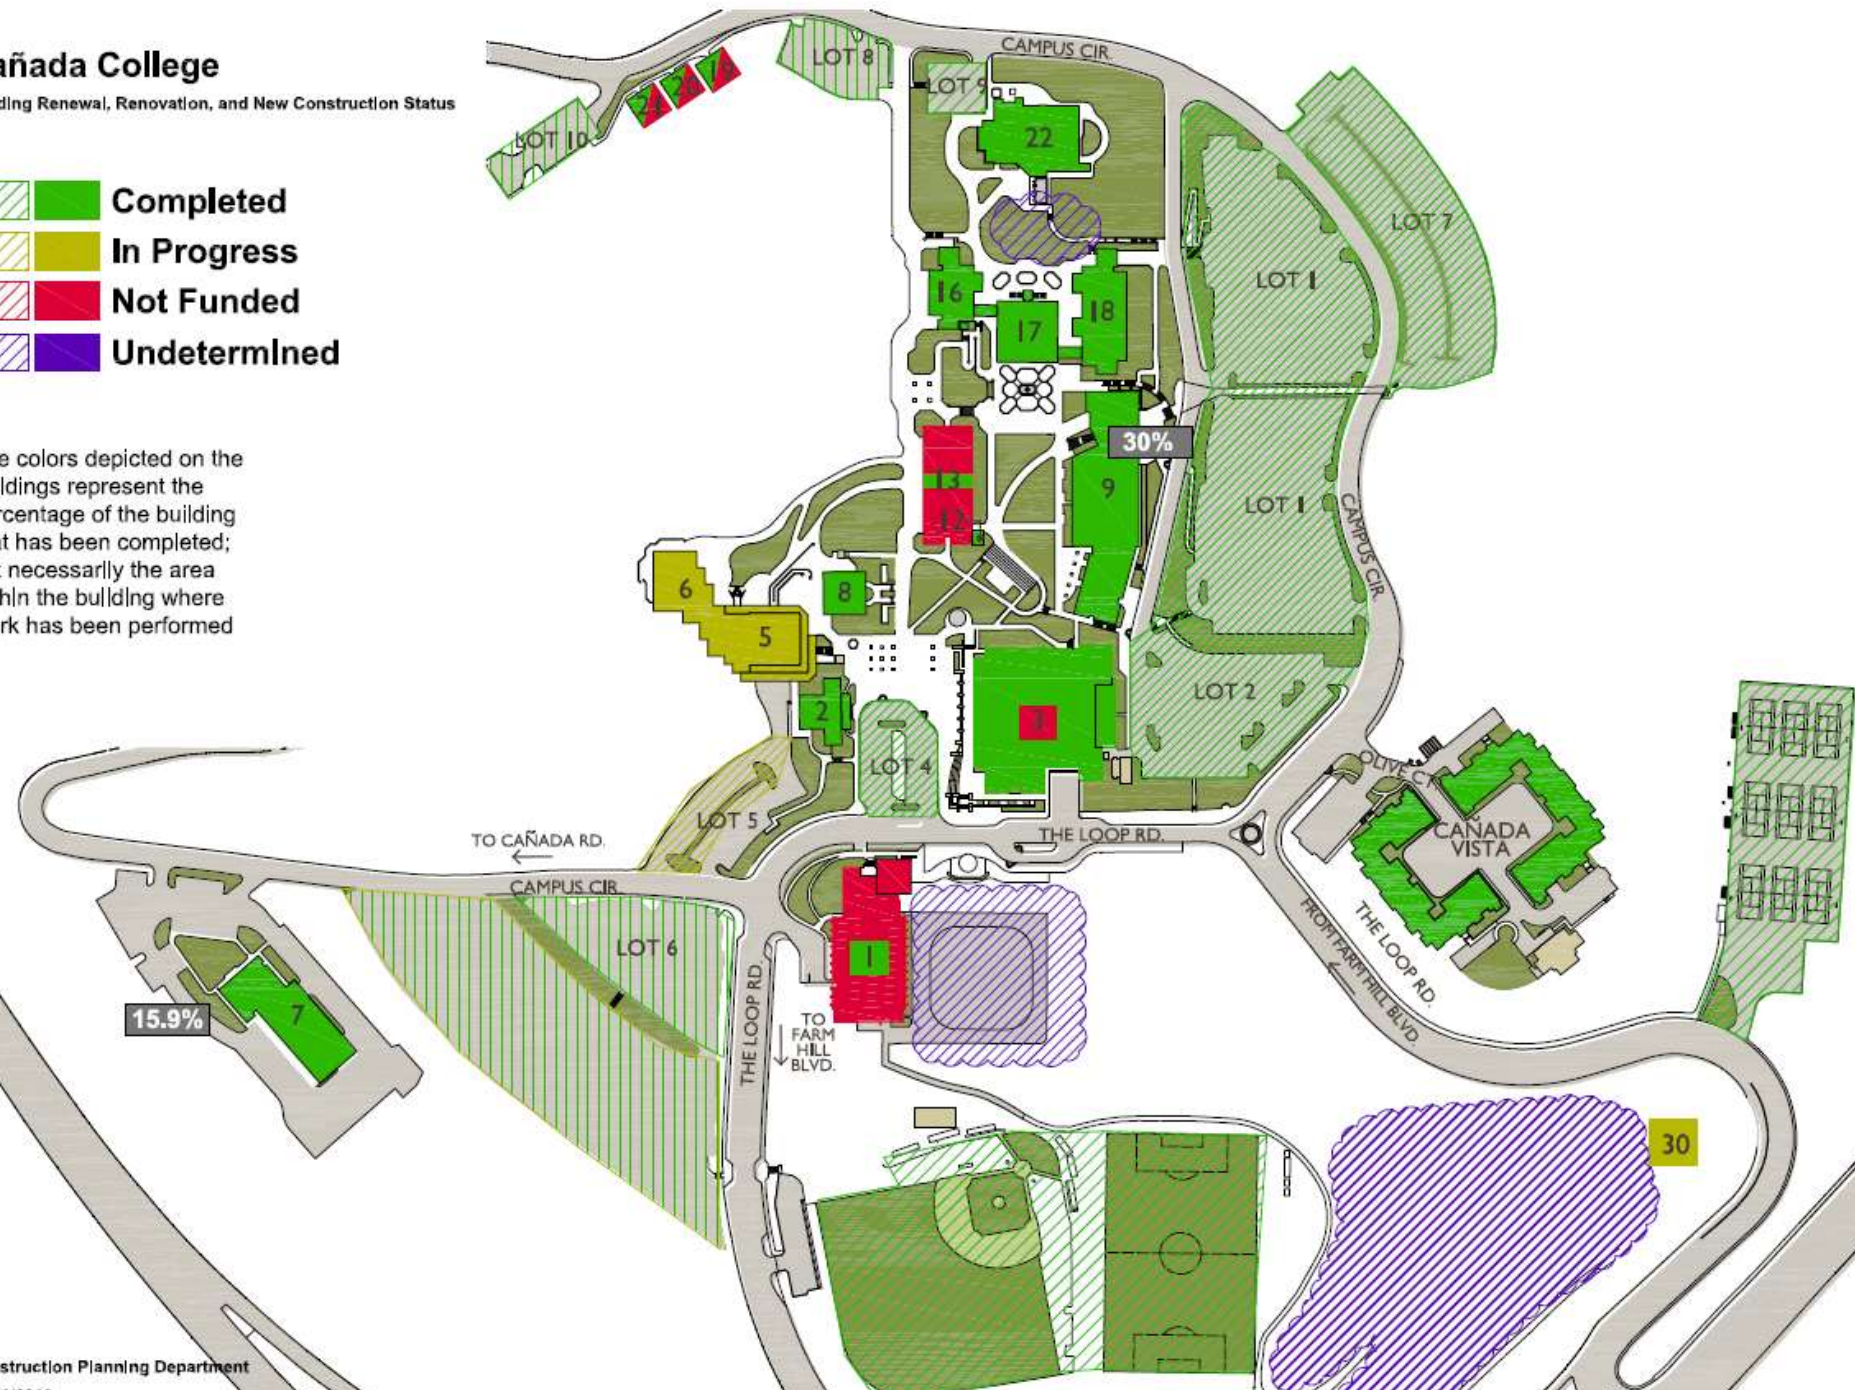 añada College
ding Renewal, Renovation, and New Construction Status
Completed
In Progress
Not Funded
Undetermined
e colors depicted on the
ildings represent the
rcentage of the building
at has been completed;
t necessarily the area
hin the building where
rk has been performed
CAMPUS CIR.
LOT 8
LOT 9
19
20
21
LOT 10
22
LOT 7
LOT 1
16
17
18
30%
13
12
9
LOT 1
CAMPUS CIR.
6
5
8
2
3
LOT 2
LOT 4
LOT 5
OLIVE CT.
CAÑADA
VISTA
TO CAÑADA RD.
THE LOOP RD.
CAMPUS CIR.
LOT 6
1
THE LOOP RD.
THE LOOP RD.
FROM FARM HILL BLVD.
7
15.9%
TO
FARM
HILL
BLVD.
30
struction Planning Department